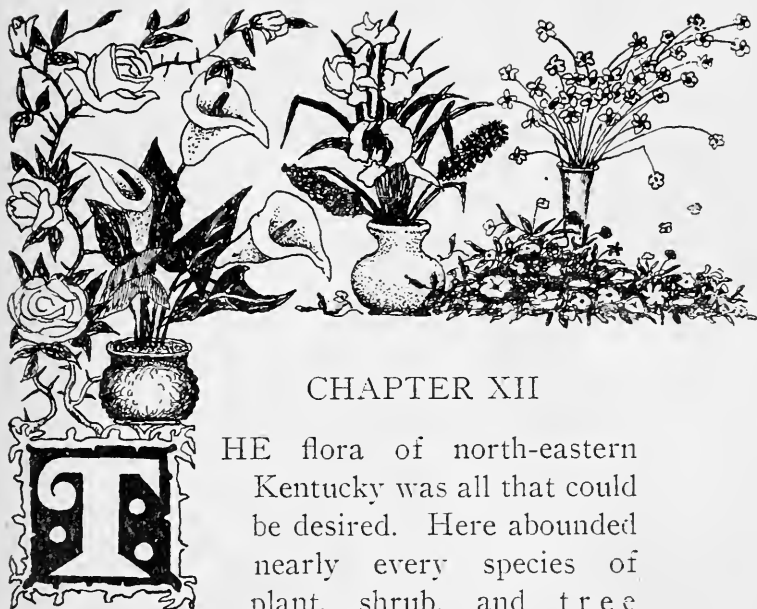 CHAPTER XII
THE flora of north-eastern
Kentucky was all that could
be desired. Here abounded
nearly every species of
plant, shrub, and tree